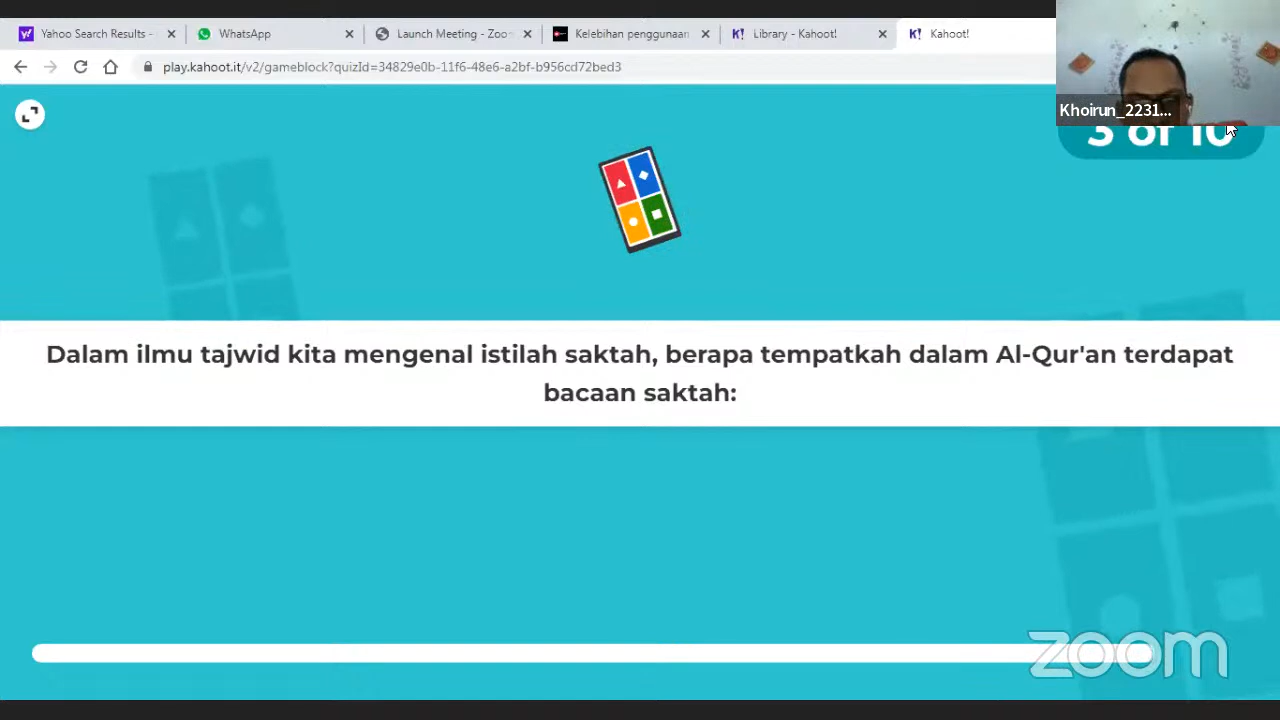 Yahoo Search Results -
WhatsApp
Launch Meeting - Zoo
Kelebihan penggunaan
K! Library - Kahoot!
K! Kahoot!
play.kahoot.it/v2/gameblock?quizId=34829e0b-11f6-48e6-a2bf-b956cd72bed3
Khoirun_2231...
3 of 10
Dalam ilmu tajwid kita mengenal istilah saktah, berapa tempatkah dalam Al-Qur'an terdapat
bacaan saktah:
zoom